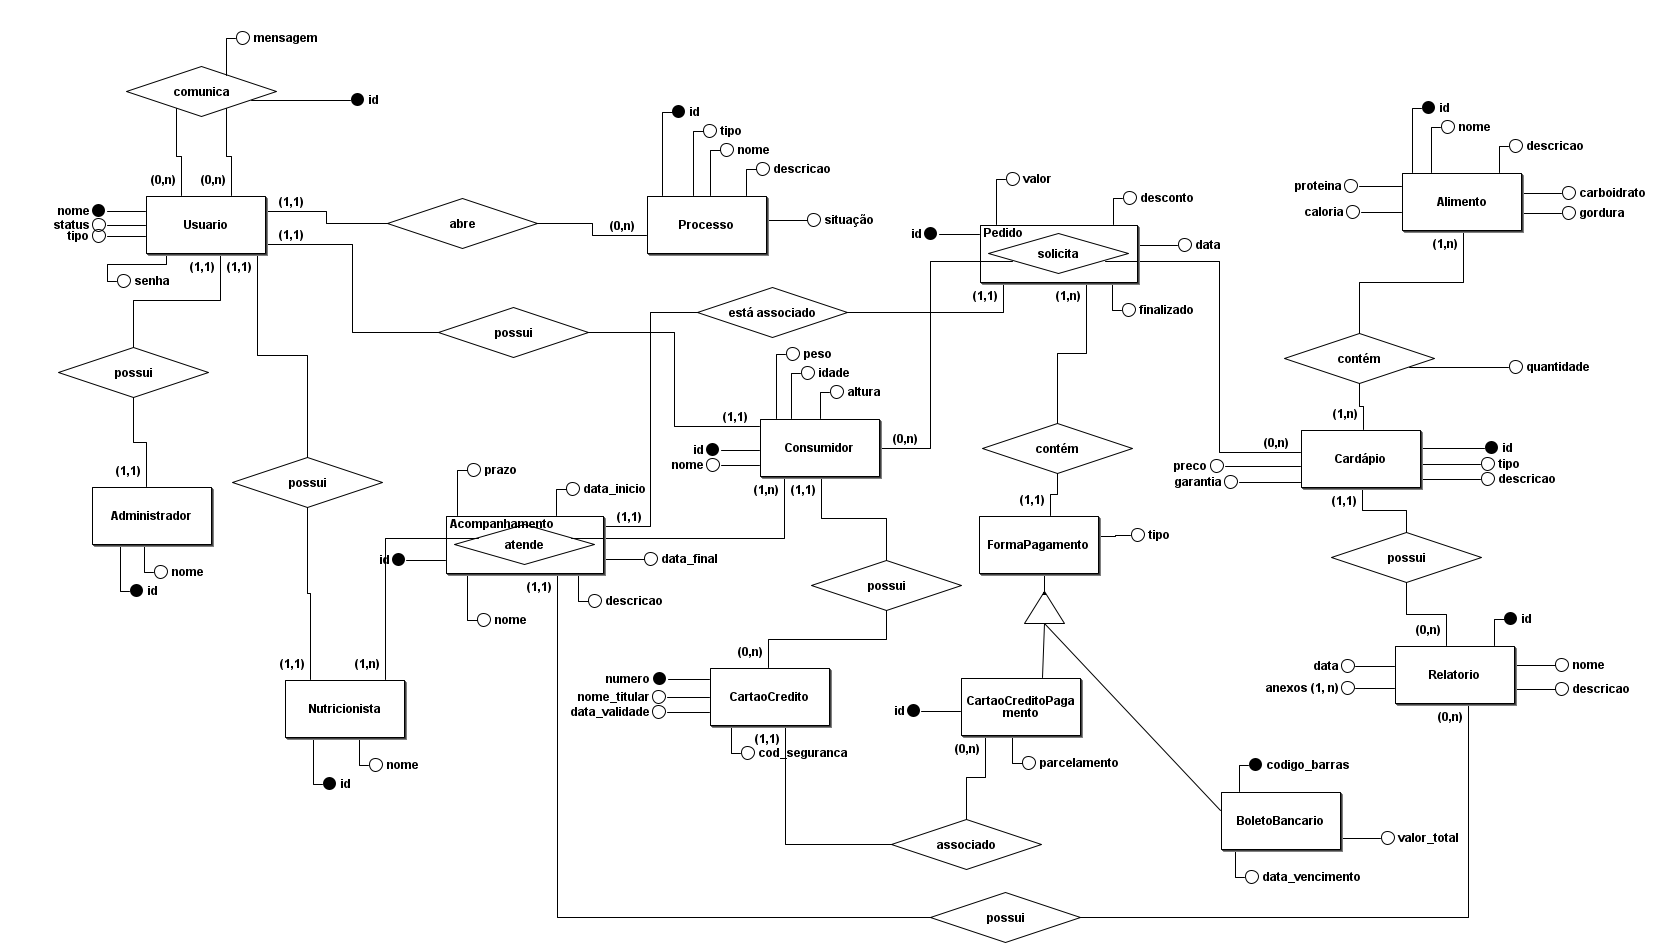 mensagem
comunica
id
id
tipo
nome
descricao
situação
(0,n)
(0,n)
nome
status
tipo
senha
Usuario
(1,1)
(1,1)
(1,1)
(1,1)
abre
(0,n)
Processo
valor
desconto
id
Pedido
solicita
data
finalizado
(1,1)
(1,n)
id
nome
descricao
proteina
caloria
Alimento
carboidrato
gordura
(1,n)
está associado
possui
possui
contém
quantidade
(1,n)
peso
idade
altura
(1,1)
id
nome
Consumidor
(0,n)
(1,n)
(1,1)
contém
(1,1)
(0,n)
preco
garantia
Cardápio
id
tipo
descricao
(1,1)
(1,1)
Administrador
nome
id
possui
prazo
data_inicio
(1,1)
Acompanhamento
atende
id
data_final
(1,1)
descricao
nome
possui
FormaPagamento
tipo
possui
(0,n)
id
data
anexos (1, n)
Relatorio
nome
descricao
(0,n)
(1,1)
(1,n)
Nutricionista
nome
id
(0,n)
numero
nome_titular
data_validade
CartaoCredito
(1,1)
cod_seguranca
id
CartaoCreditoPaga
mento
(0,n)
parcelamento
codigo_barras
BoletoBancario
valor_total
data_vencimento
associado
possui